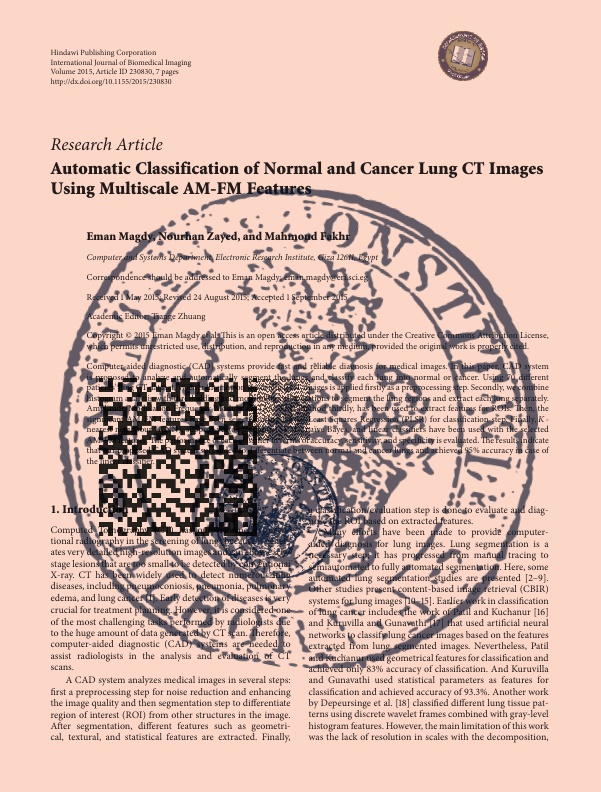 Hindawi Publishing Corporation
International Journal of Biomedical Imaging
Volume 2015, Article ID 230830, 7 pages
http://dx.doi.org/10.1155/2015/230830
Research Article
Automatic Classification of Normal and Cancer Lung CT Images
Using Multiscale AM-FM Features
Eman Magdy, Nourhan Zayed, and Mahmoud Fakhr
Computer and Systems Department, Electronic Research Institute, Giza 12611, Egypt
Correspondence should be addressed to Eman Magdy; eman.magdy@eri.sci.eg
Received 1 May 2015; Revised 24 August 2015; Accepted 1 September 2015
Academic Editor: Tiange Zhuang
Copyright © 2015 Eman Magdy et al. This is an open access article distributed under the Creative Commons Attribution License,
which permits unrestricted use, distribution, and reproduction in any medium, provided the original work is properly cited.
Computer-aided diagnostic (CAD) systems provide fast and reliable diagnosis for medical images. In this paper, CAD system
is proposed to analyze and automatically segment the lungs and classify each lung into normal or cancer. Using 70 different
images is applied first as a preprocessing step. Secondly, we combine
to segment the lungs and extract each lung separately.
thirdly, has been used to extract features for ROIs. Then, the
Least Squares Regression (PLSR) for classification step. Finally, K-
Bayes, and linear classifiers have been used with the selected
in terms of accuracy, sensitivity, and specificity is evaluated. The results indicate
differentiate between normal and cancer lungs and achieved 95% accuracy in case of
the linear classifier.
1. Introduction
Computed
tional radiography in the screening of
ates very detailed high-resolution images and
stage lesions that are too small to be detected by conventional
X-ray. CT has been widely used to detect numerous lung
diseases, including pneumoconiosis, pneumonia, pulmonary
edema, and lung cancer [1]. Early detection of diseases is very
crucial for treatment planning. However, it is considered one
of the most challenging tasks performed by radiologists due
to the huge amount of data generated by CT scan. Therefore,
computer-aided diagnostic (CAD) systems are needed to
assist radiologists in the analysis and evaluation of CT
scans.
A CAD system analyzes medical images in several steps:
first a preprocessing step for noise reduction and enhancing
the image quality and then segmentation step to differentiate
region of interest (ROI) from other structures in the image.
After segmentation, different features such as geometri-
cal, textural, and statistical features are extracted. Finally,
a classification/evaluation step is done to evaluate and diag-
nose the ROI based on extracted features.
Many efforts have been made to provide computer-
aided diagnosis for lung images. Lung segmentation is a
necessary step; it has progressed from manual tracing to
semiautomated to fully automated segmentation. Here, some
automated lung segmentation studies are presented [2–9].
Other studies present content-based image retrieval (CBIR)
systems for lung images [10–15]. Earlier work in classification
of lung cancer includes the work of Patil and Kuchanur [16]
and Kuruvilla and Gunavathi [17] that used artificial neural
networks to classify lung cancer images based on the features
extracted from lung segmented images. Nevertheless, Patil
and Kuchanur used geometrical features for classification and
achieved only 83% accuracy of classification. And Kuruvilla
and Gunavathi used statistical parameters as features for
classification and achieved accuracy of 93.3%. Another work
by Depeursinge et al. [18] classified different lung tissue pat-
terns using discrete wavelet frames combined with gray-level
histogram features. However, the main limitation of this work
was the lack of resolution in scales with the decomposition,